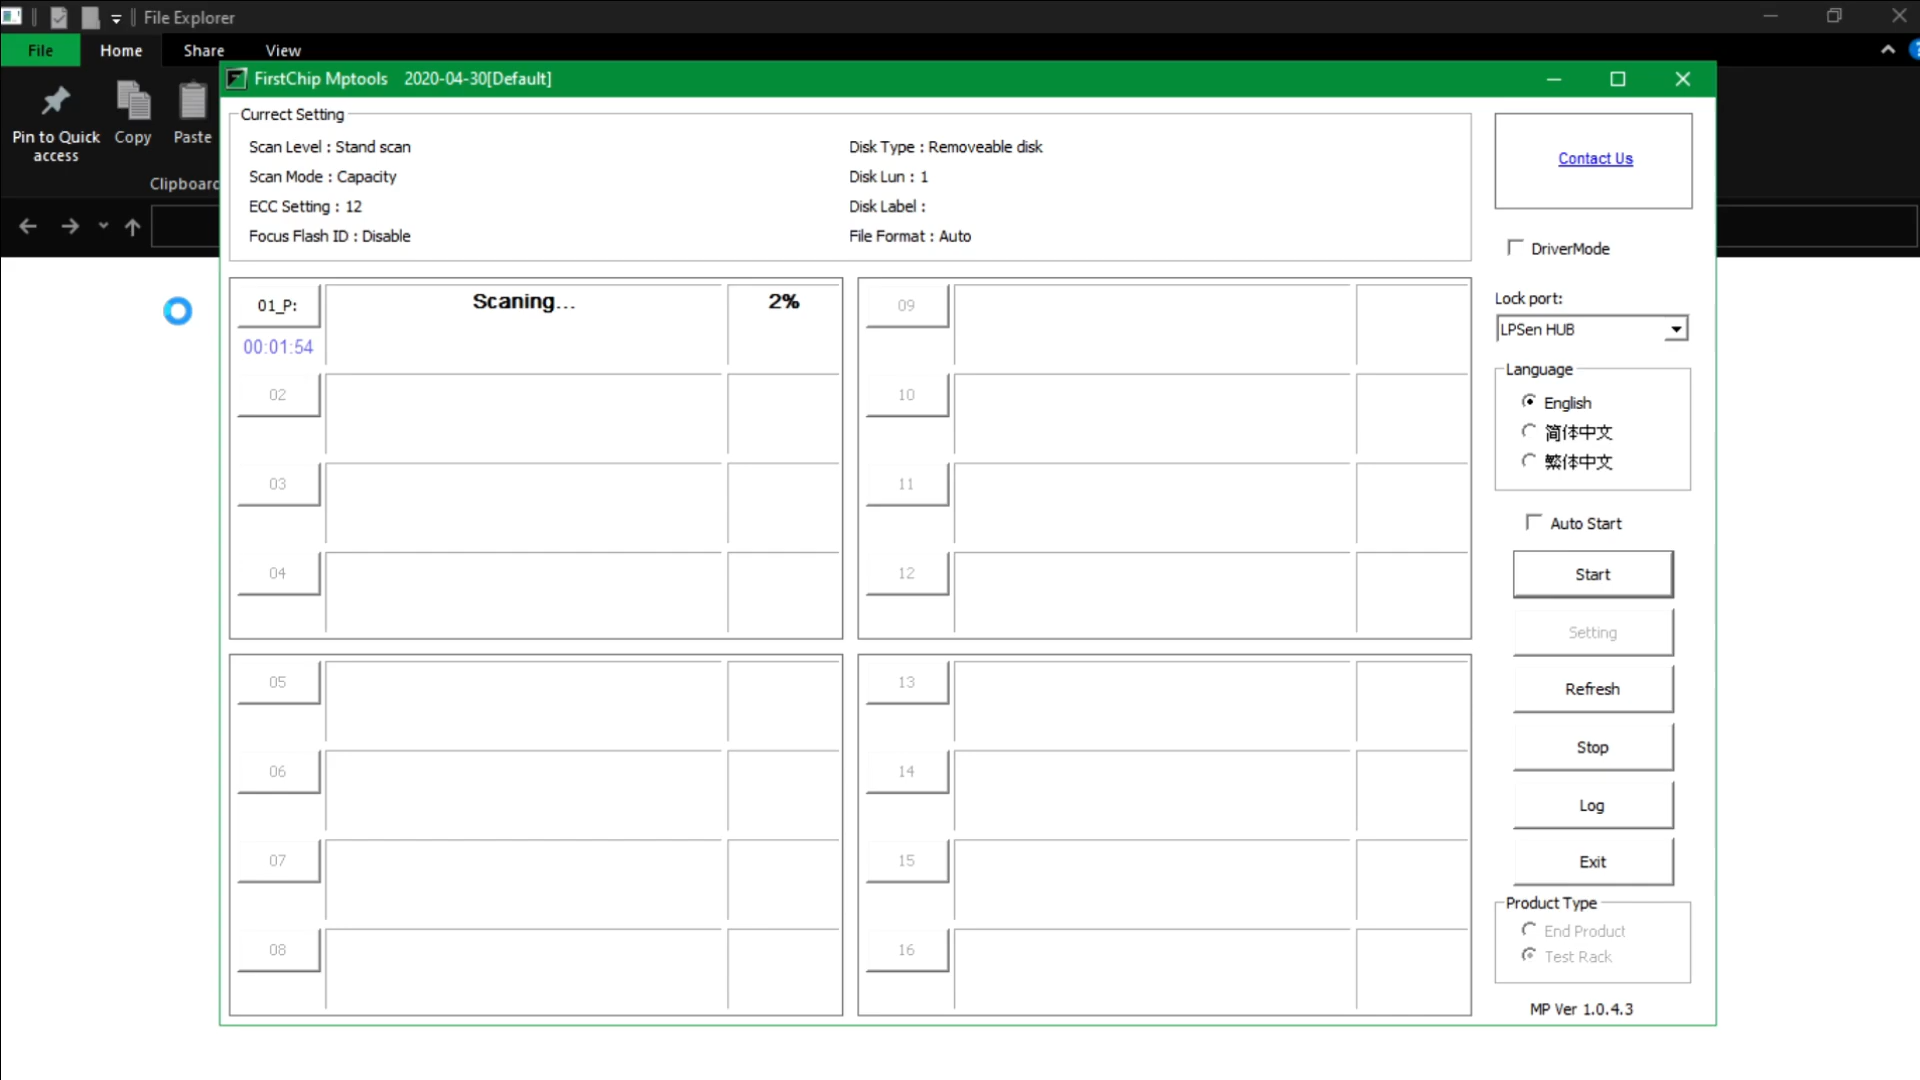 File Explorer
File Home Share View
FirstChip Mptools 2020-04-30[Default]
Pin to Quick access
Copy
Paste
Clipboard
Currect Setting
Scan Level : Stand scan
Scan Mode : Capacity
ECC Setting : 12
Focus Flash ID : Disable
Disk Type : Removeable disk
Disk Lun : 1
Disk Label :
File Format : Auto
01_P: Scaning... 2%
00:01:54
02
03
04
05
06
07
08
09
10
11
12
13
14
15
16
Contact Us
DriverMode
Lock port:
LPSen HUB
Language
English
简体中文
繁体中文
Auto Start
Start
Setting
Refresh
Stop
Log
Exit
Product Type
End Product
Test Rack
MP Ver 1.0.4.3